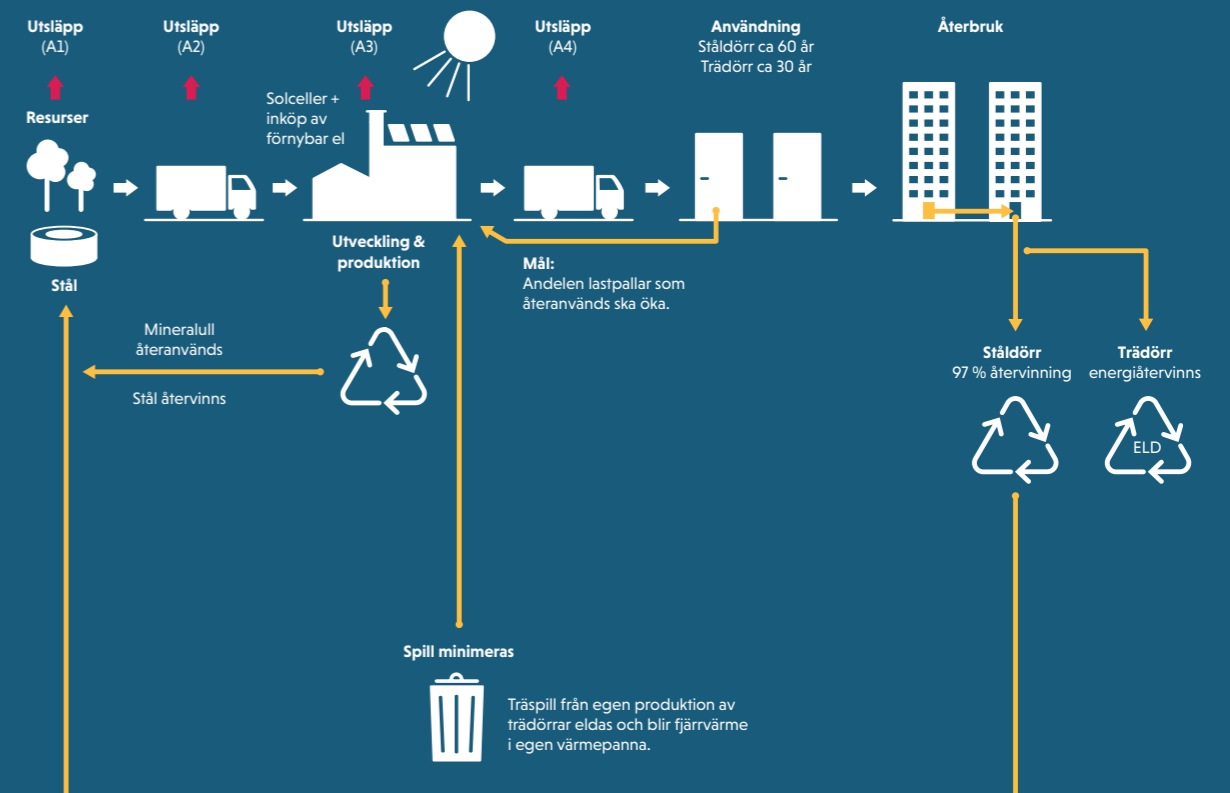 Utsläpp
(A1)
Utsläpp
(A2)
Utsläpp
(A3)
Utsläpp
(A4)
Användning
Ståldörr ca 60 år
Trädörr ca 30 år
Återbruk
Resurser
Solceller +
inköp av
förnybar el
Stål
Utveckling &
produktion
Mål:
Andelen lastpallar som
återanvänds ska öka.
Mineralull
återanvänds
Stål återvinns
Ståldörr
97 % återvinning
Trädörr
energiåtervinns
ELD
Spill minimeras
Träspill från egen produktion av
trädörrar eldas och blir fjärrvärme
i egen värmepanna.